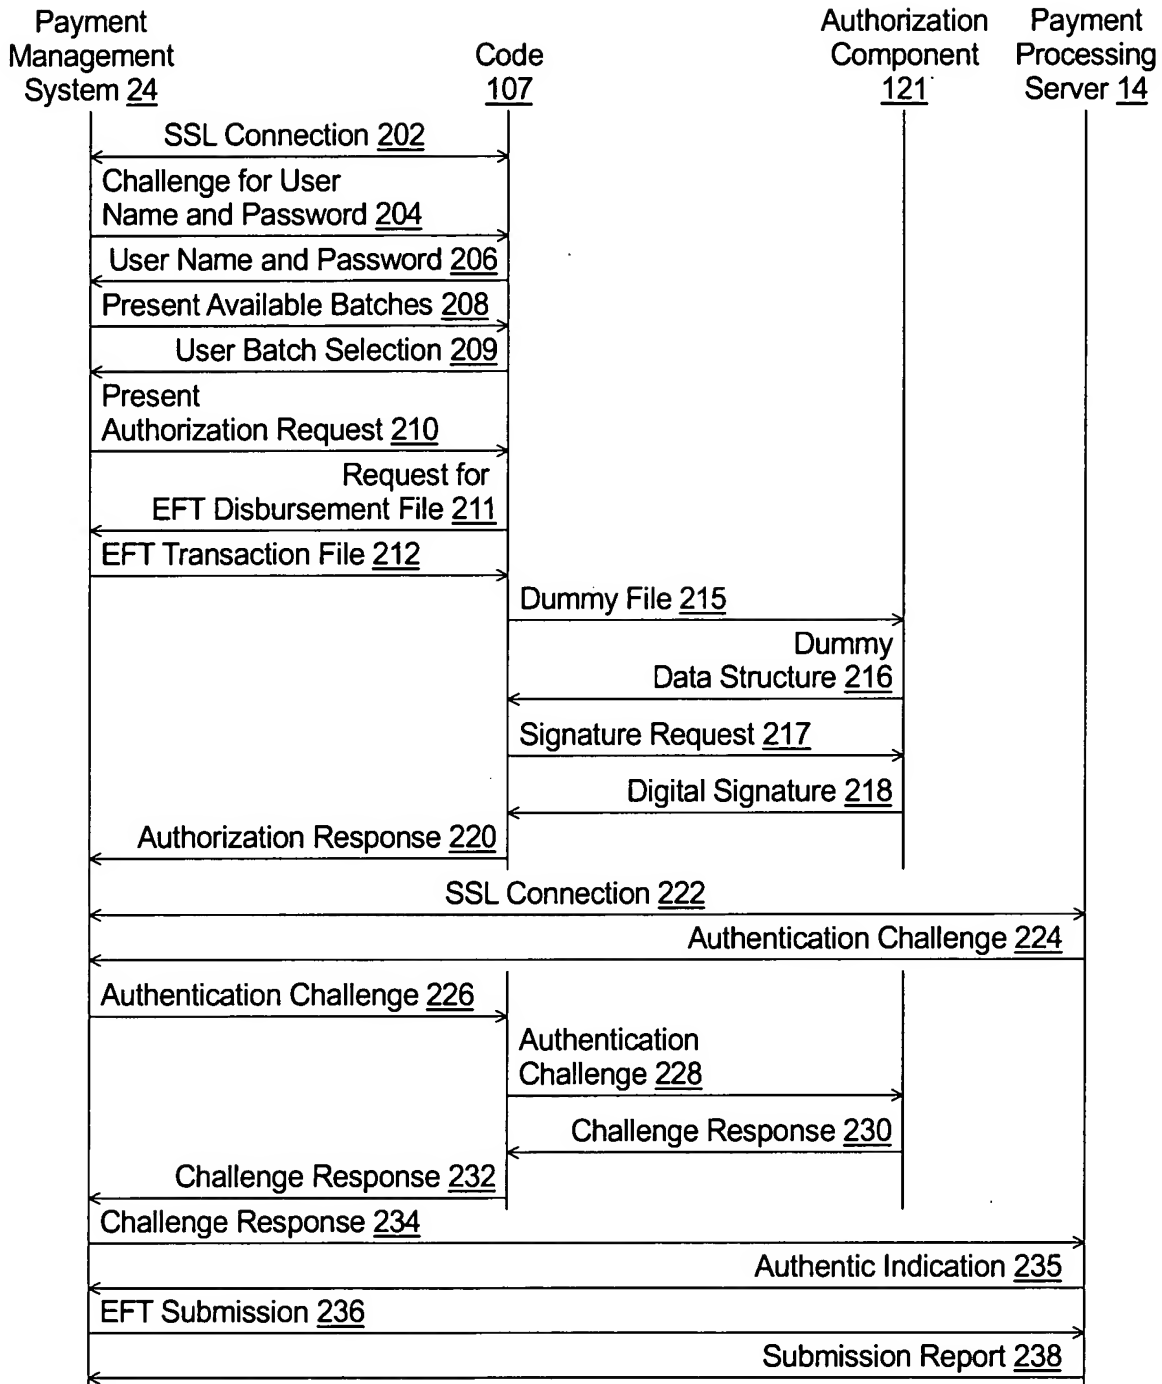 Payment
Management
System 24
Code
107
Authorization
Component
121
Payment
Processing
Server 14
SSL Connection 202
Challenge for User
Name and Password 204
User Name and Password 206
Present Available Batches 208
User Batch Selection 209
Present
Authorization Request 210
Request for
EFT Disbursement File 211
EFT Transaction File 212
Dummy File 215
Dummy
Data Structure 216
Signature Request 217
Digital Signature 218
Authorization Response 220
SSL Connection 222
Authentication Challenge 224
Authentication Challenge 226
Authentication
Challenge 228
Challenge Response 230
Challenge Response 232
Challenge Response 234
Authentic Indication 235
EFT Submission 236
Submission Report 238